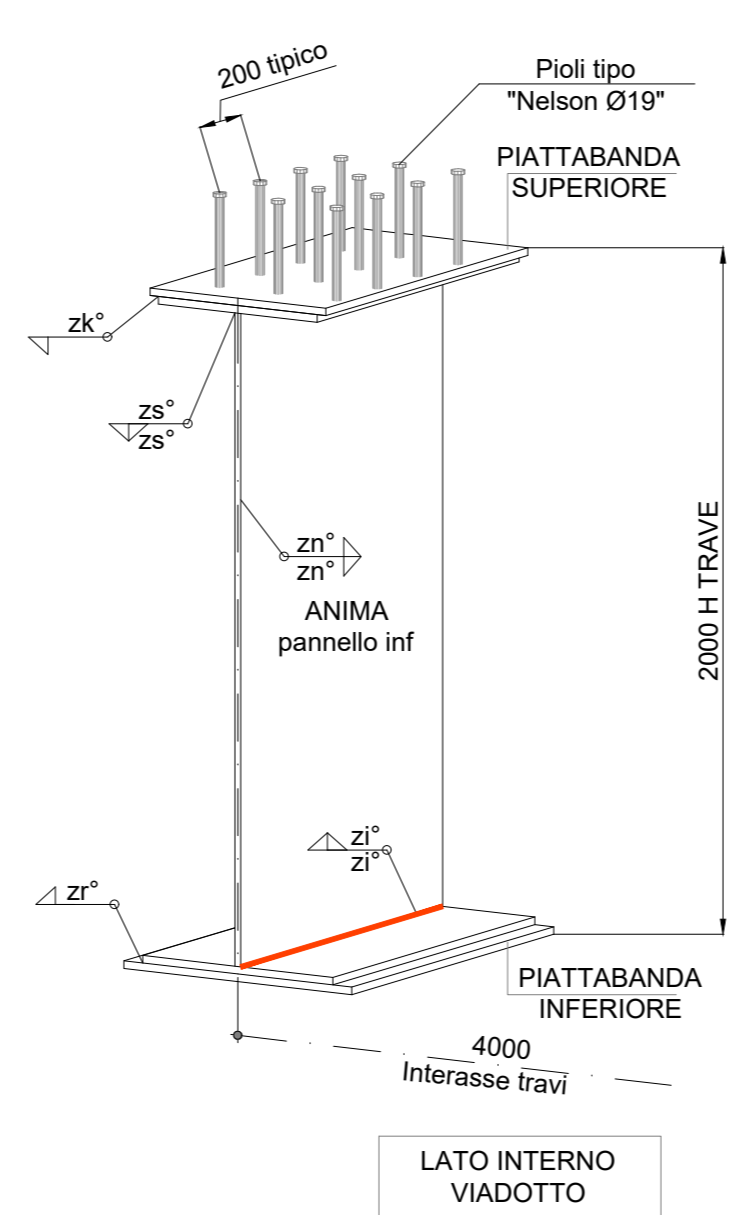 200 tipico
Pioli tipo
"Nelson Ø19"
PIATTABANDA
SUPERIORE
zk°
zs°
zs°
zn°
zn°
ANIMA
pannello inf
2000 H TRAVE
zi°
zi°
zr°
PIATTABANDA
INFERIORE
4000
Interasse travi
LATO INTERNO
VIADOTTO